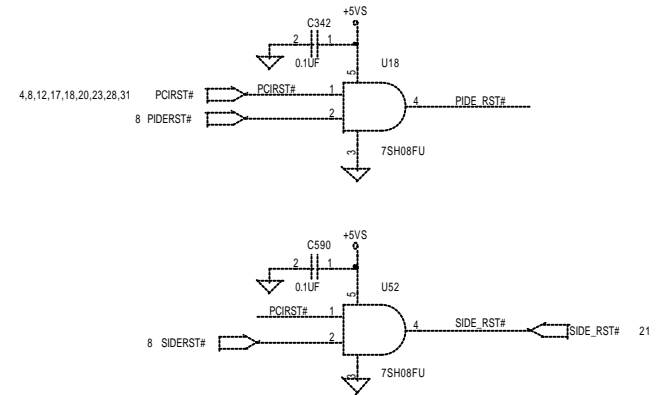 +5VS
C342
2 1
0.1UF
U18
5
4,8,12,17,18,20,23,28,31 PCIRST# PCIRST# 1
4 PIDE_RST#
8 PIDERST# 2
3
7SH08FU
+5VS
C590
2 1
0.1UF
U52
5
PCIRST# 1
4 SIDE_RST# SIDE_RST# 21
8 SIDERST# 2
3
7SH08FU